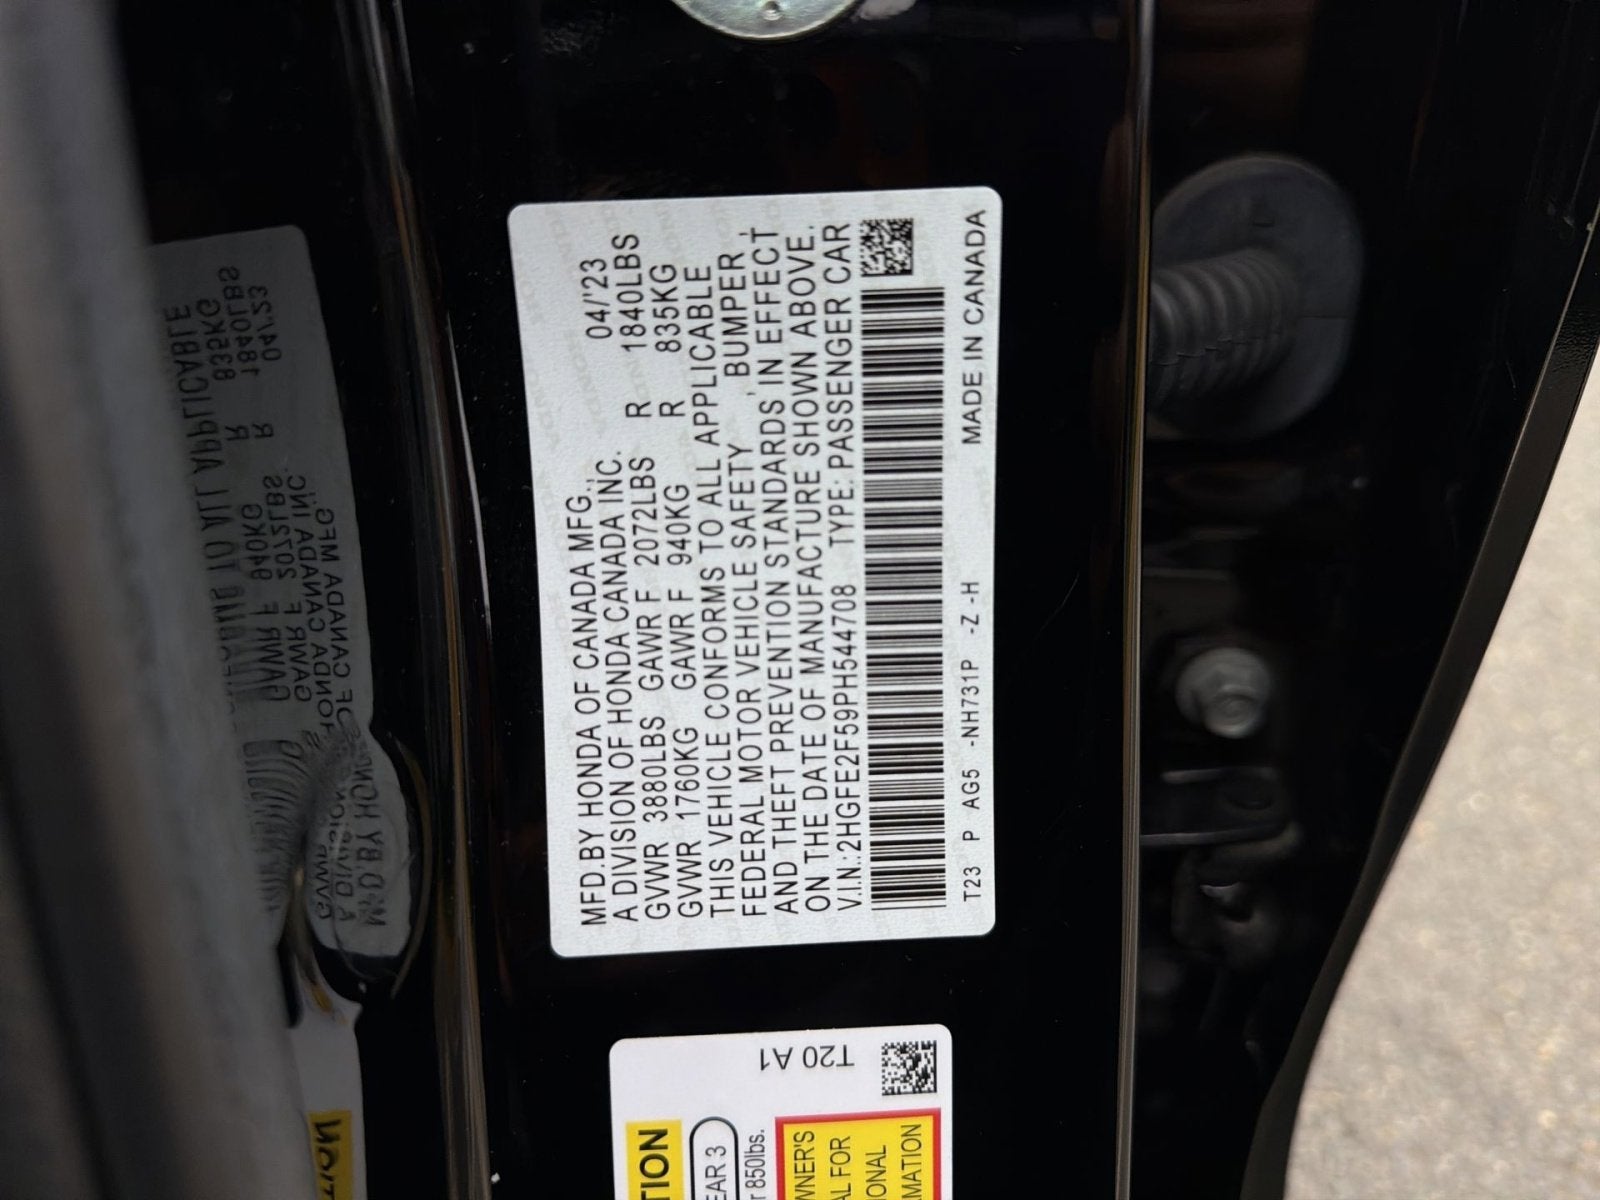 MFD.BY HONDA OF CANADA MFG., 04/'23
A DIVISION OF HONDA CANADA INC.
GVWR 3880LBS GAWR F 2072LBS R 1840LBS
GVWR 1760KG GAWR F 940KG R 835KG
THIS VEHICLE CONFORMS TO ALL APPLICABLE
FEDERAL MOTOR VEHICLE SAFETY , BUMPER ,
AND THEFT PREVENTION STANDARDS IN EFFECT
ON THE DATE OF MANUFACTURE SHOWN ABOVE.
V.I.N.:2HGFE2F59PH544708 TYPE: PASSENGER CAR
T23 P AG5 -NH731P -Z -H MADE IN CANADA
T20 A1
850lbs.